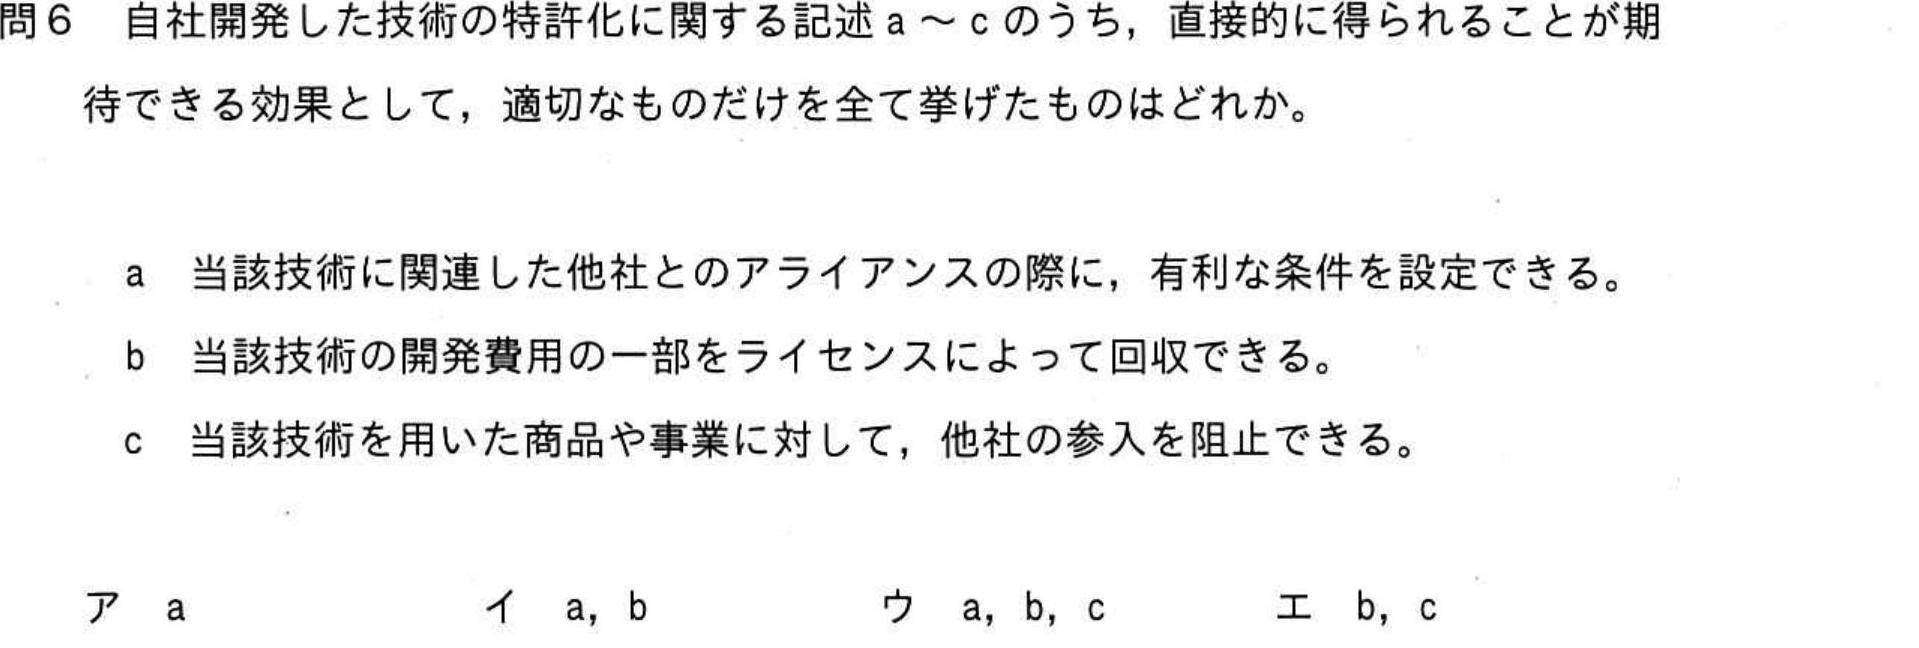 問6 自社開発した技術の特許化に関する記述 a ~ c のうち，直接的に得られることが期
待できる効果として，適切なものだけを全て挙げたものはどれか。
a 当該技術に関連した他社とのアライアンスの際に，有利な条件を設定できる。
b 当該技術の開発費用の一部をライセンスによって回収できる。
c 当該技術を用いた商品や事業に対して，他社の参入を阻止できる。
ア a イ a, b ウ a, b, c エ b, c